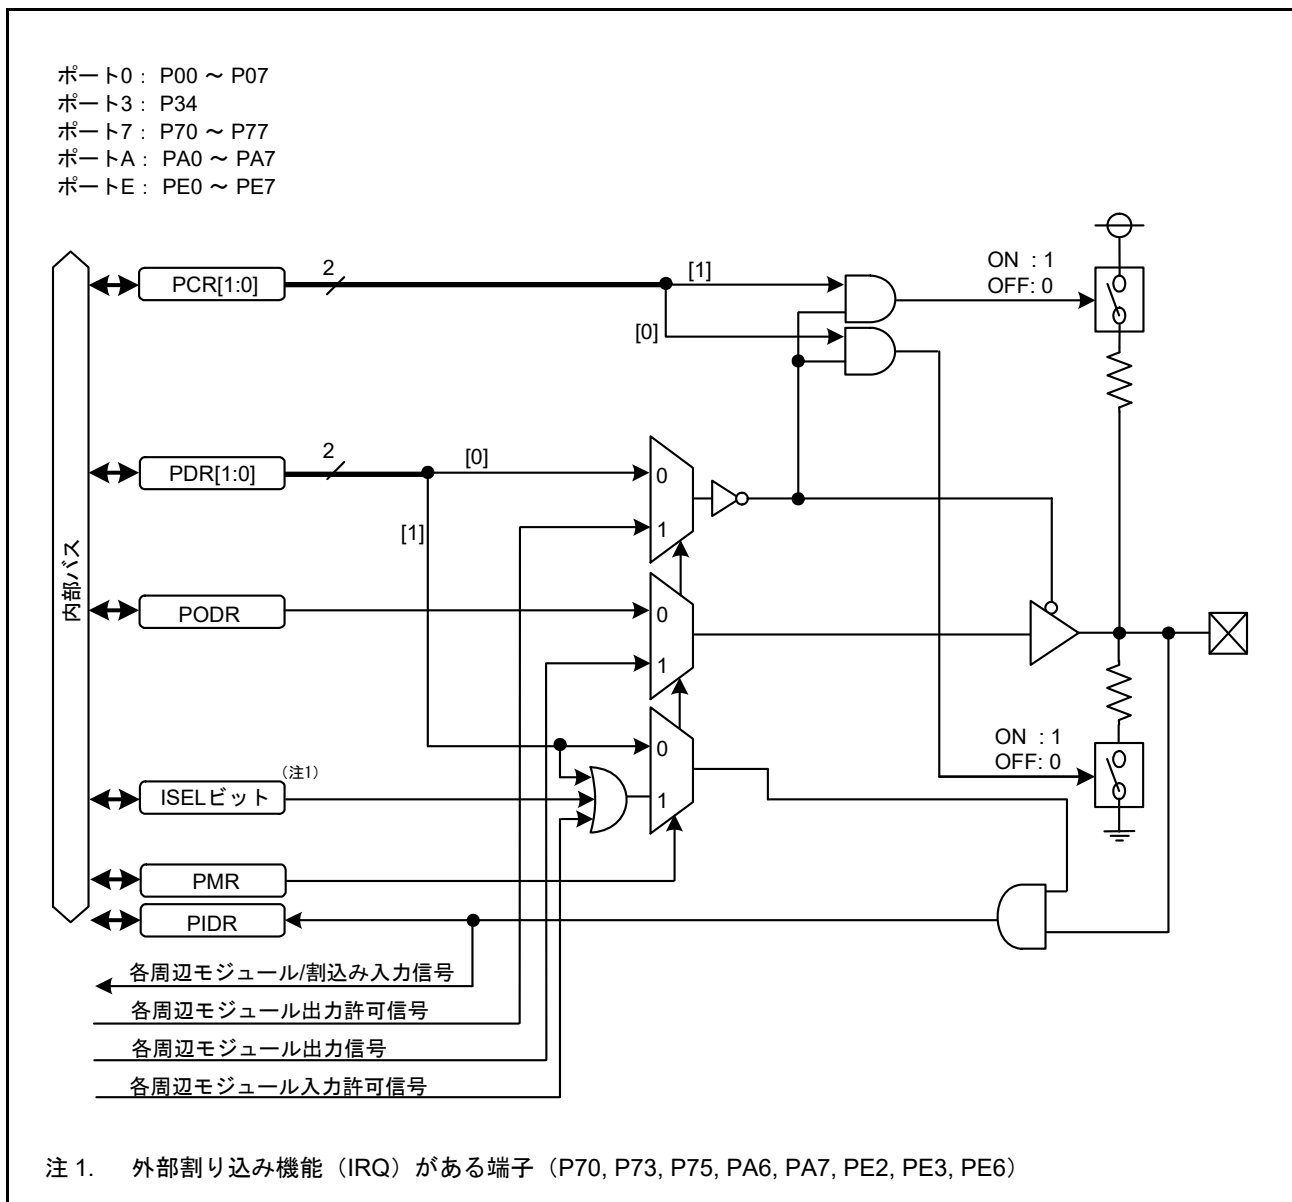 ポート0： P00 ～ P07
ポート3： P34
ポート7： P70 ～ P77
ポートA： PA0 ～ PA7
ポートE： PE0 ～ PE7
内部バス
PCR[1:0]
2
[1]
[0]
ON : 1
OFF: 0
PDR[1:0]
2
[0]
[1]
0
1
PODR
0
1
ISELビット
（注1）
0
1
ON : 1
OFF: 0
PMR
PIDR
各周辺モジュール/割込み入力信号
各周辺モジュール出力許可信号
各周辺モジュール出力信号
各周辺モジュール入力許可信号
注 1. 外部割り込み機能（IRQ）がある端子（P70, P73, P75, PA6, PA7, PE2, PE3, PE6）